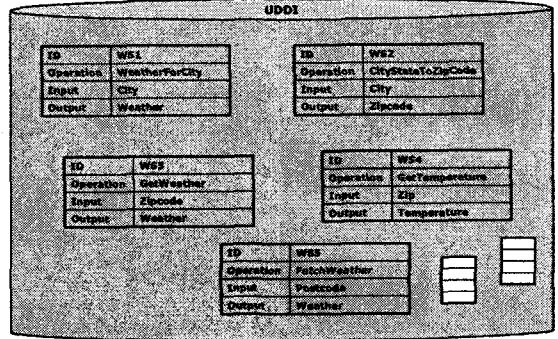 UDDI
ID WS1
Operation WeatherForCity
Input City
Output Weather
ID WS2
Operation CityStateToZipCode
Input City
Output Zipcode
ID WS3
Operation GetWeather
Input Zipcode
Output Weather
ID WS4
Operation GetTemperature
Input Zip
Output Temperature
ID WS5
Operation FetchWeather
Input Postcode
Output Weather